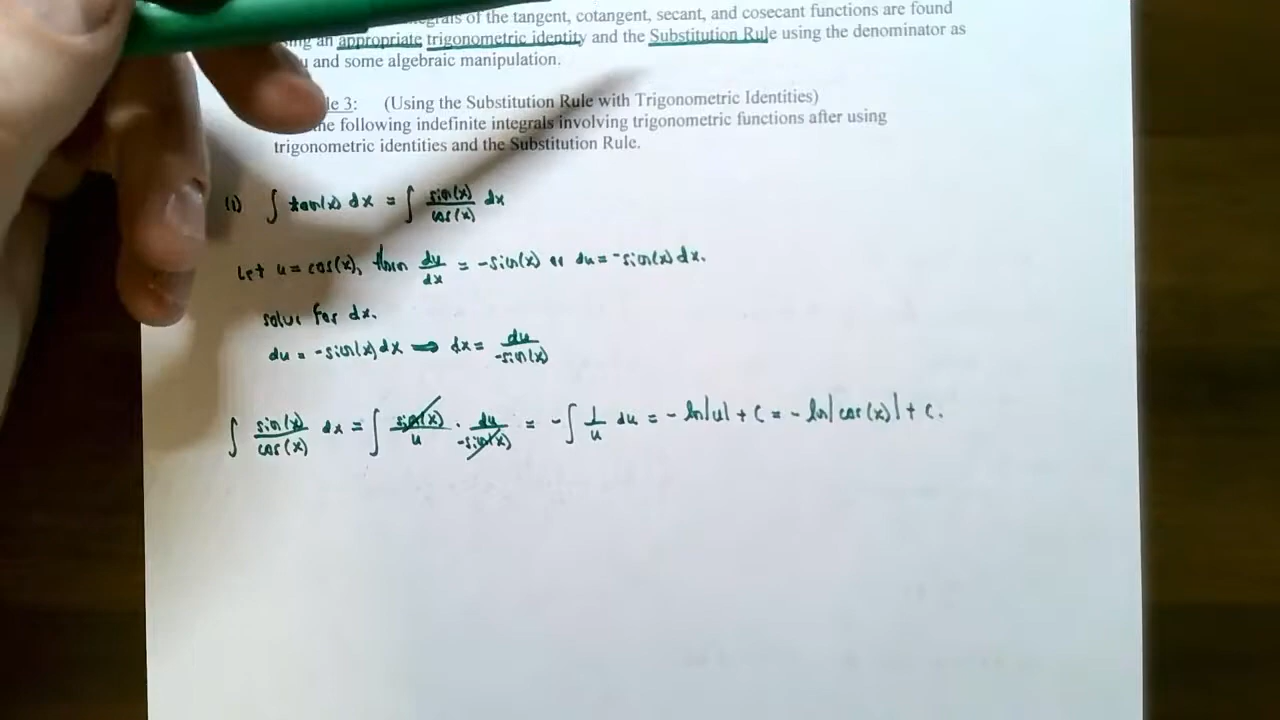 of the tangent, cotangent, secant, and cosecant functions are found
an appropriate trigonometric identity and the Substitution Rule using the denominator as
u and some algebraic manipulation.
3: (Using the Substitution Rule with Trigonometric Identities)
following indefinite integrals involving trigonometric functions after using
trigonometric identities and the Substitution Rule.
(1) ∫ tan(x) dx = ∫ sin(x)/cos(x) dx
Let u = cos(x), then du/dx = -sin(x) or du = -sin(x) dx.
solve for dx.
du = -sin(x) dx ⟹ dx = du/-sin(x)
∫ sin(x)/cos(x) dx = ∫ sin(x)/u · du/-sin(x) = -∫ 1/u du = - ln|u| + C = - ln|cos(x)| + C.